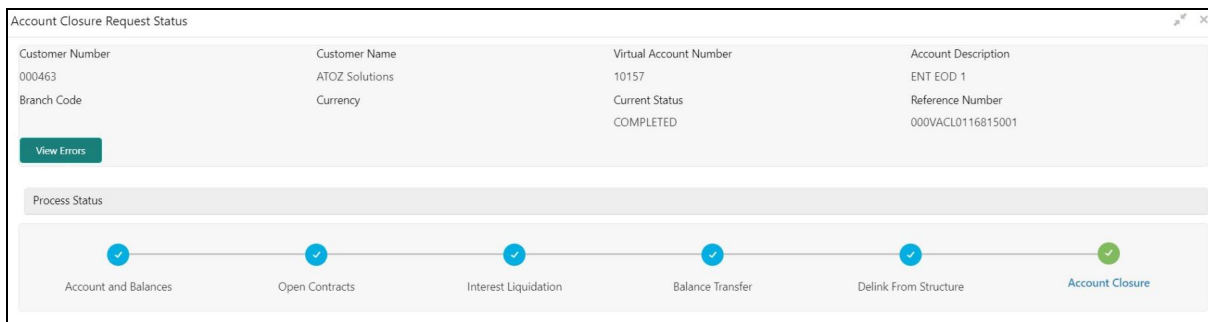 Account Closure Request Status
Customer Number Customer Name Virtual Account Number Account Description
000463 ATOZ Solutions 10157 ENT EOD 1
Branch Code Currency Current Status Reference Number
COMPLETED 000VACL0116815001
View Errors
Process Status
Account and Balances Open Contracts Interest Liquidation Balance Transfer Delink From Structure Account Closure